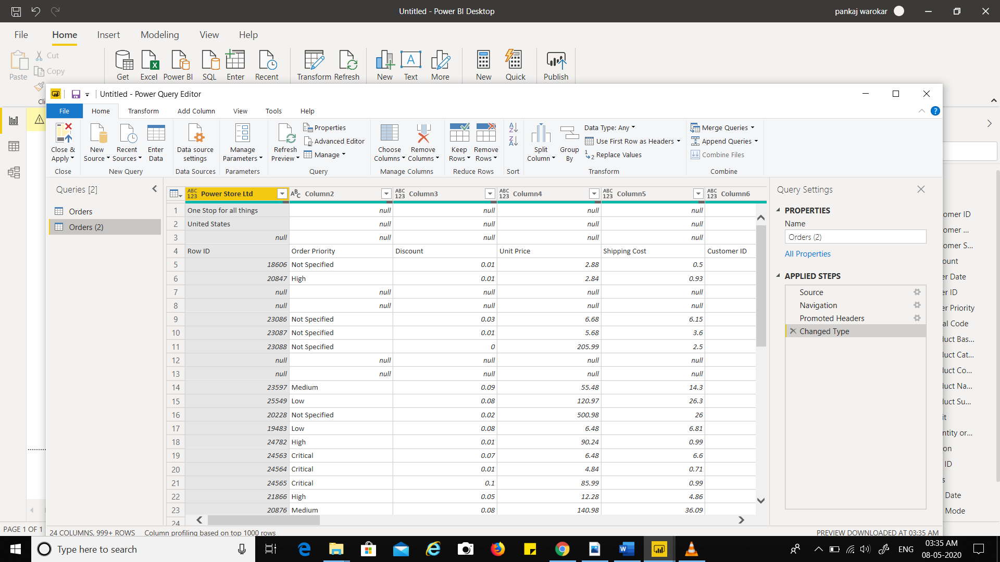 Untitled - Power BI Desktop
pankaj warokar
File Home Insert Modeling View Help
Cut
Copy
Paste Get Excel Power BI SQL Enter Recent Transform Refresh New Text More New Quick Publish
Cli
Untitled - Power Query Editor
File Home Transform Add Column View Tools Help
Close & Apply
New Source
Recent Sources
Enter Data
Data source settings
Manage Parameters
Refresh Preview
Properties
Advanced Editor
Manage
Choose Columns
Remove Columns
Keep Rows
Remove Rows
Split Column
Group By
Data Type: Any
Use First Row as Headers
Replace Values
Merge Queries
Append Queries
Combine Files
Close New Query Data Sources Parameters Query Manage Columns Reduce Rows Sort Transform Combine
Queries [2]
Orders
Orders (2)
ABC 123 Power Store Ltd ABC Column2 ABC 123 Column3 ABC 123 Column4 ABC 123 Column5 ABC 123 Column6
1 One Stop for all things null null null null
2 United States null null null null
3 null null null null null
4 Row ID Order Priority Discount Unit Price Shipping Cost Customer ID
5 18606 Not Specified 0.01 2.88 0.5
6 20847 High 0.01 2.84 0.93
7 null null null null null
8 null null null null null
9 23086 Not Specified 0.03 6.68 6.15
10 23087 Not Specified 0.01 5.68 3.6
11 23088 Not Specified 0 205.99 2.5
12 null null null null null
13 null null null null null
14 23597 Medium 0.09 55.48 14.3
15 25549 Low 0.08 120.97 26.3
16 20228 Not Specified 0.02 500.98 26
17 19483 Low 0.08 6.48 6.81
18 24782 High 0.01 90.24 0.99
19 24563 Critical 0.07 6.48 6.6
20 24564 Critical 0.01 4.84 0.71
21 24565 Critical 0.1 85.99 0.99
22 21866 High 0.05 12.28 4.86
23 20876 Medium 0.08 140.98 36.09
24
Query Settings
PROPERTIES
Name
Orders (2)
All Properties
APPLIED STEPS
Source
Navigation
Promoted Headers
Changed Type
omer ID
omer ...
omer S...
ount
er Date
er ID
er Priority
al Code
uct Bas...
uct Cat...
uct Co...
uct Na...
uct Su...
it
ntity or...
on
ID
s
Date
Mode
PAGE 1 OF 1
24 COLUMNS, 999+ ROWS Column profiling based on top 1000 rows
PREVIEW DOWNLOADED AT 03:35 AM
Type here to search
ENG
03:35 AM
08-05-2020